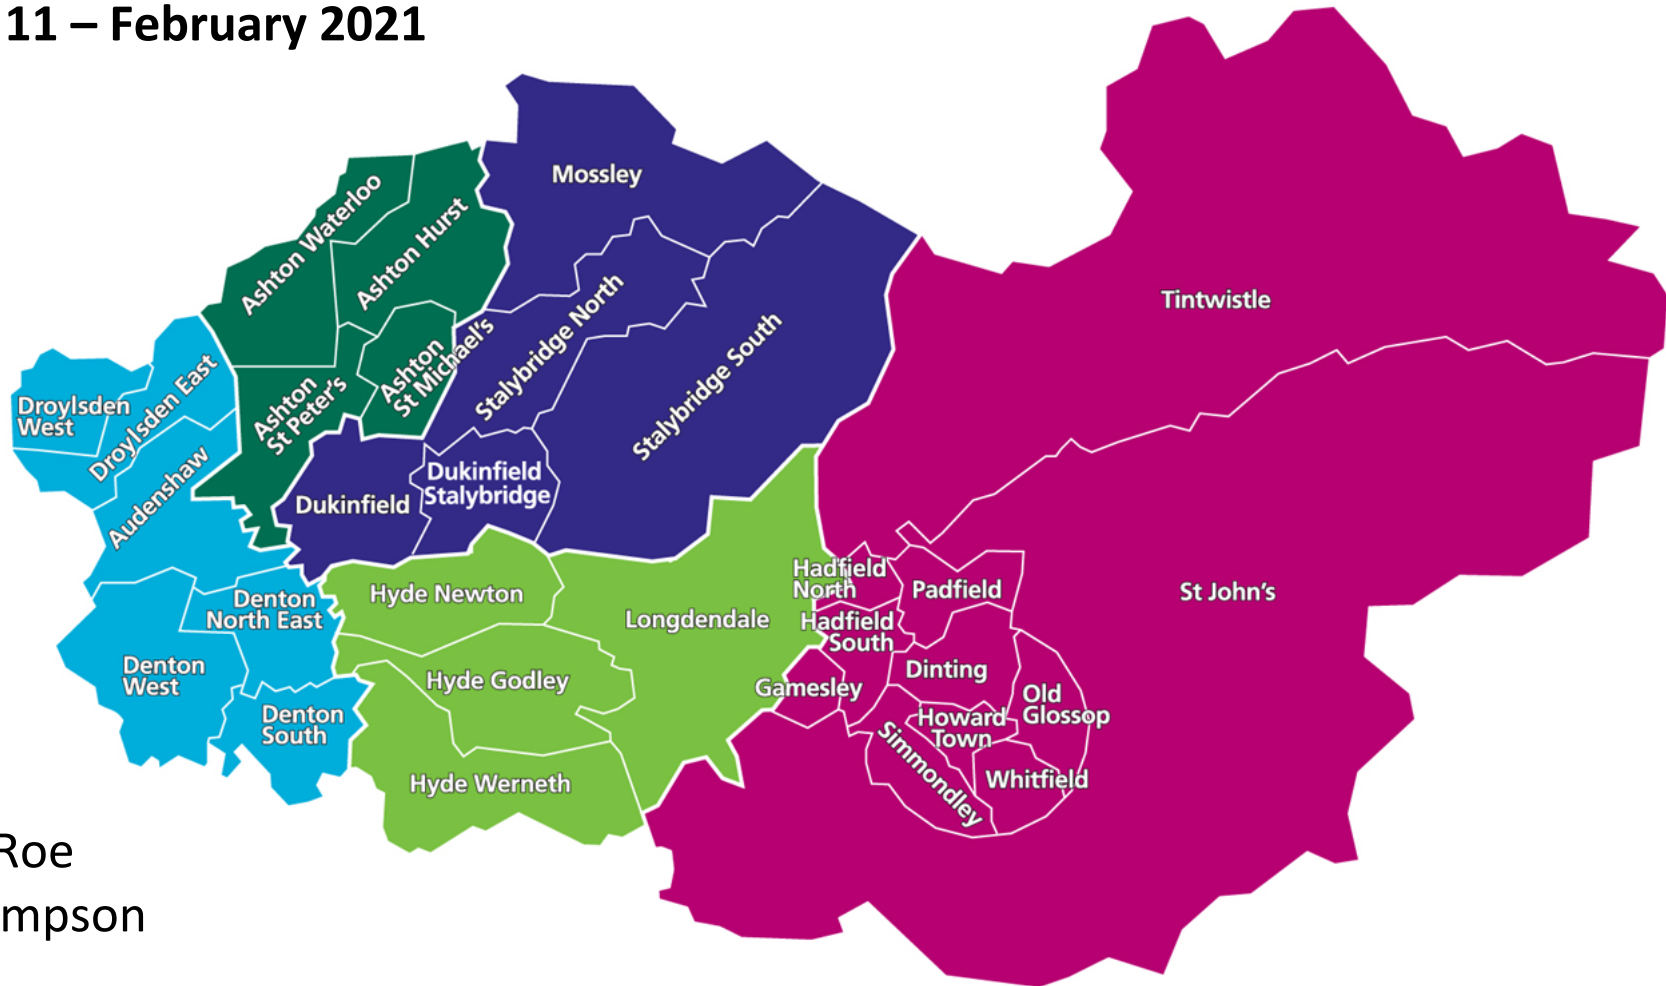 11 – February 2021
Mossley
Ashton Waterloo
Ashton Hurst
Tintwistle
Stalybridge North
Ashton
St Michael's
Stalybridge South
Droylsden
West
Droylsden East
Ashton
St Peter's
Audenshaw
Dukinfield
Dukinfield
Stalybridge
Hadfield
North
Padfield
St John's
Hyde Newton
Denton
North East
Longdendale
Hadfield
South
Denton
West
Hyde Godley
Gamesley
Dinting
Old
Glossop
Denton
South
Howard
Town
Simmondley
Whitfield
Hyde Werneth
Roe
mpson